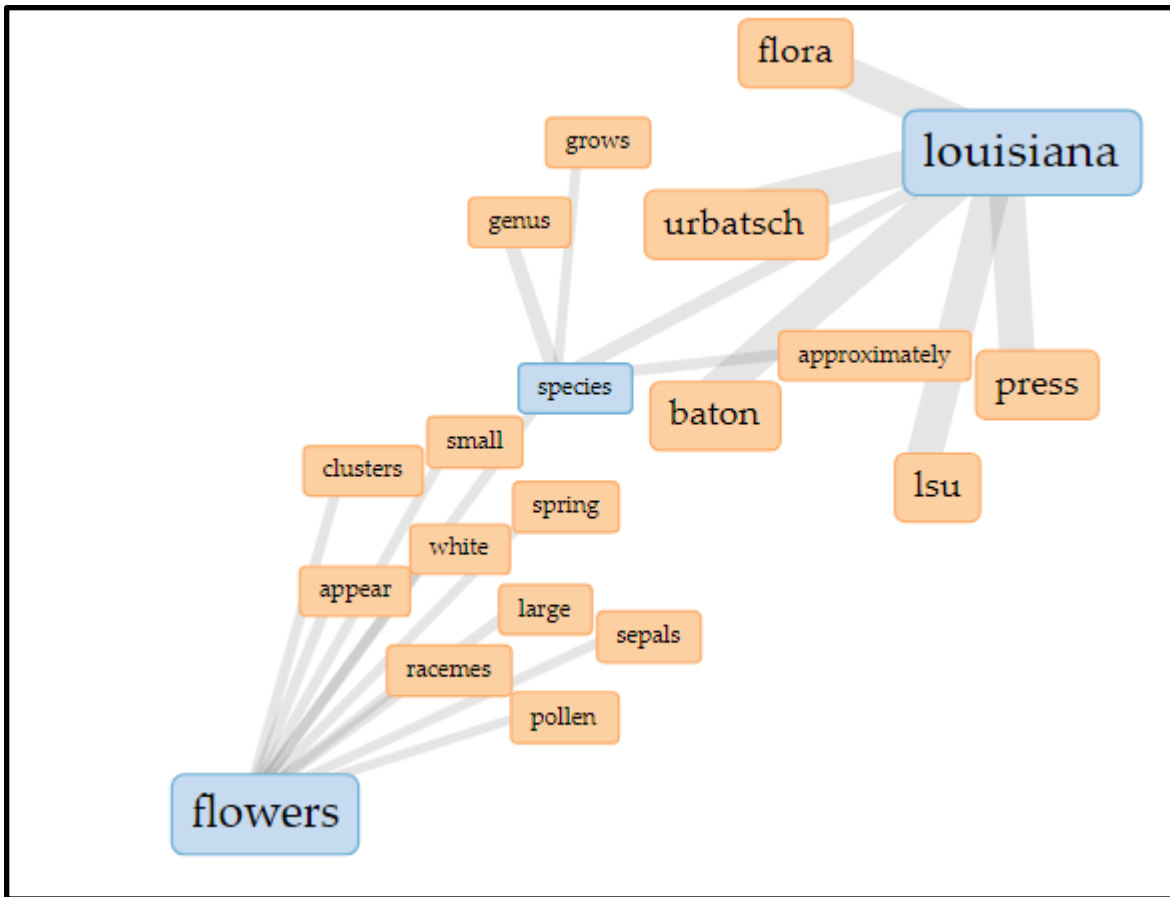 flora
louisiana
grows
genus
urbatsch
approximately
species
press
baton
small
clusters
lsu
spring
white
appear
large
sepals
racemes
pollen
flowers